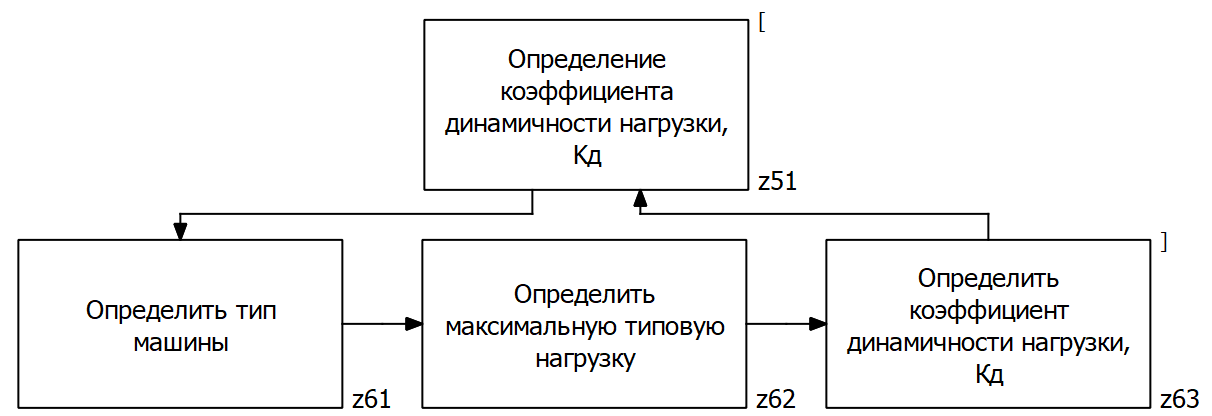 [
Определение
коэффициента
динамичности нагрузки,
Кд
z51
Определить тип
машины
z61
Определить
максимальную типовую
нагрузку
z62
]
Определить
коэффициент
динамичности нагрузки,
Кд
z63